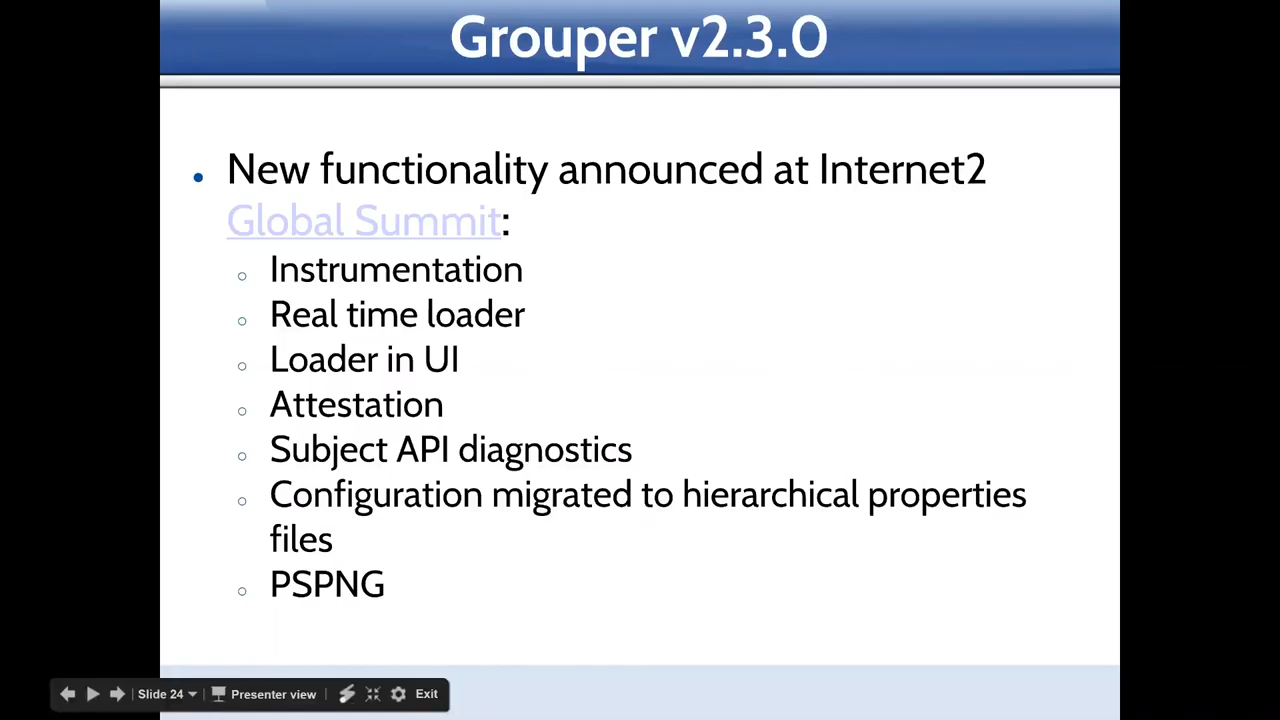 Grouper v2.3.0
New functionality announced at Internet2
Global Summit:
Instrumentation
Real time loader
Loader in UI
Attestation
Subject API diagnostics
Configuration migrated to hierarchical properties
files
PSPNG
Slide 24 Presenter view Exit